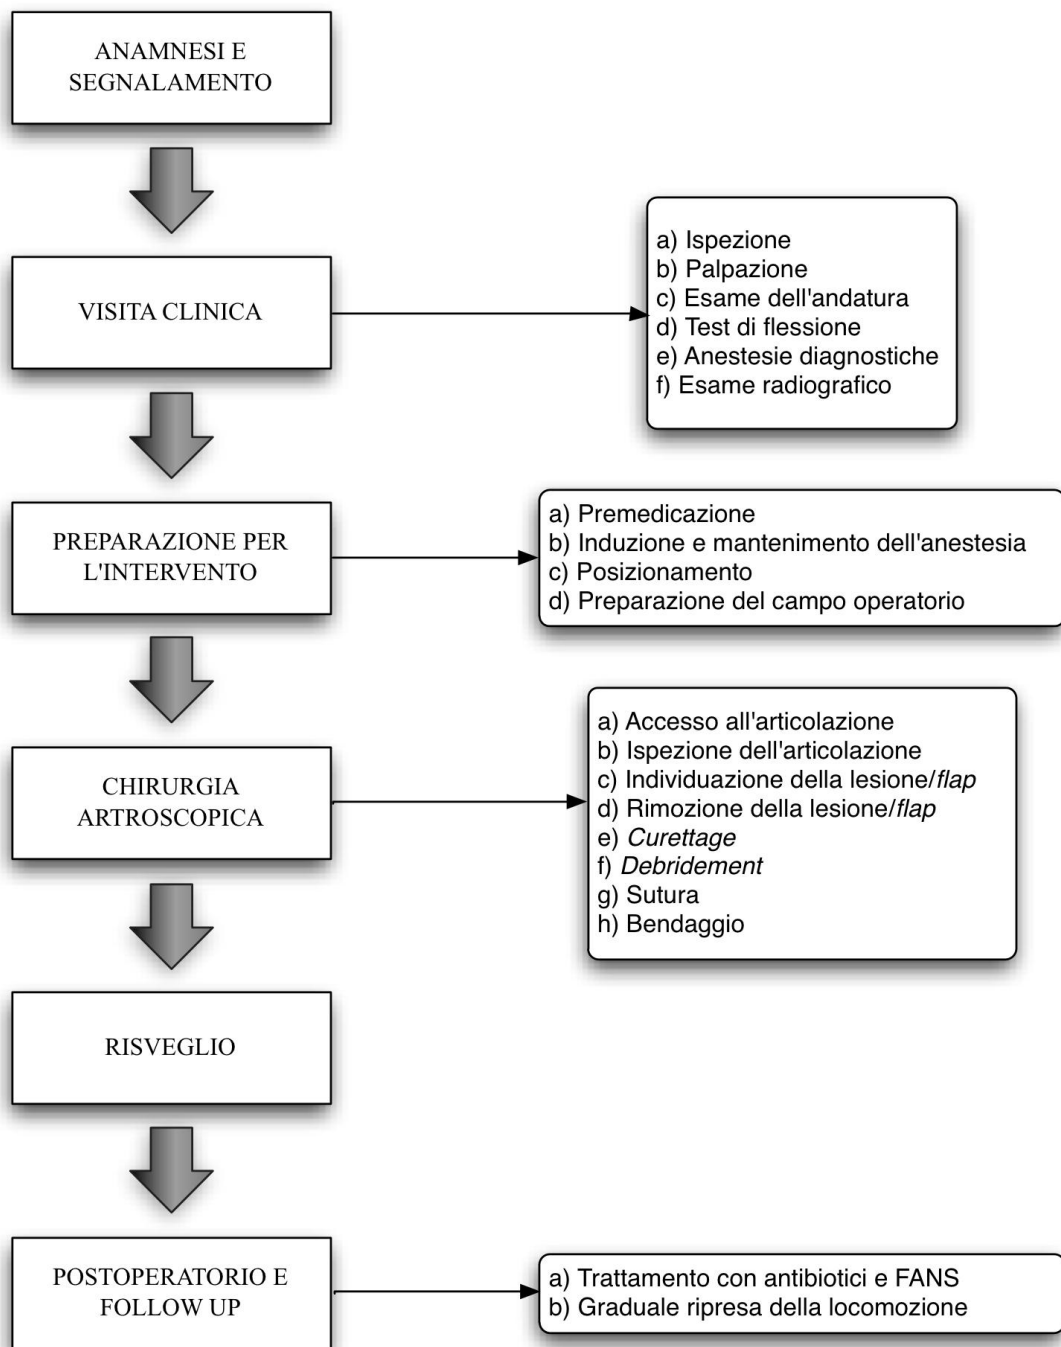 ANAMNESI E
SEGNALAMENTO
VISITA CLINICA
a) Ispezione
b) Palpazione
c) Esame dell'andatura
d) Test di flessione
e) Anestesie diagnostiche
f) Esame radiografico
PREPARAZIONE PER
L'INTERVENTO
a) Premedicazione
b) Induzione e mantenimento dell'anestesia
c) Posizionamento
d) Preparazione del campo operatorio
CHIRURGIA
ARTROSCOPICA
a) Accesso all'articolazione
b) Ispezione dell'articolazione
c) Individuazione della lesione/flap
d) Rimozione della lesione/flap
e) Curettage
f) Debridement
g) Sutura
h) Bendaggio
RISVEGLIO
POSTOPERATORIO E
FOLLOW UP
a) Trattamento con antibiotici e FANS
b) Graduale ripresa della locomozione